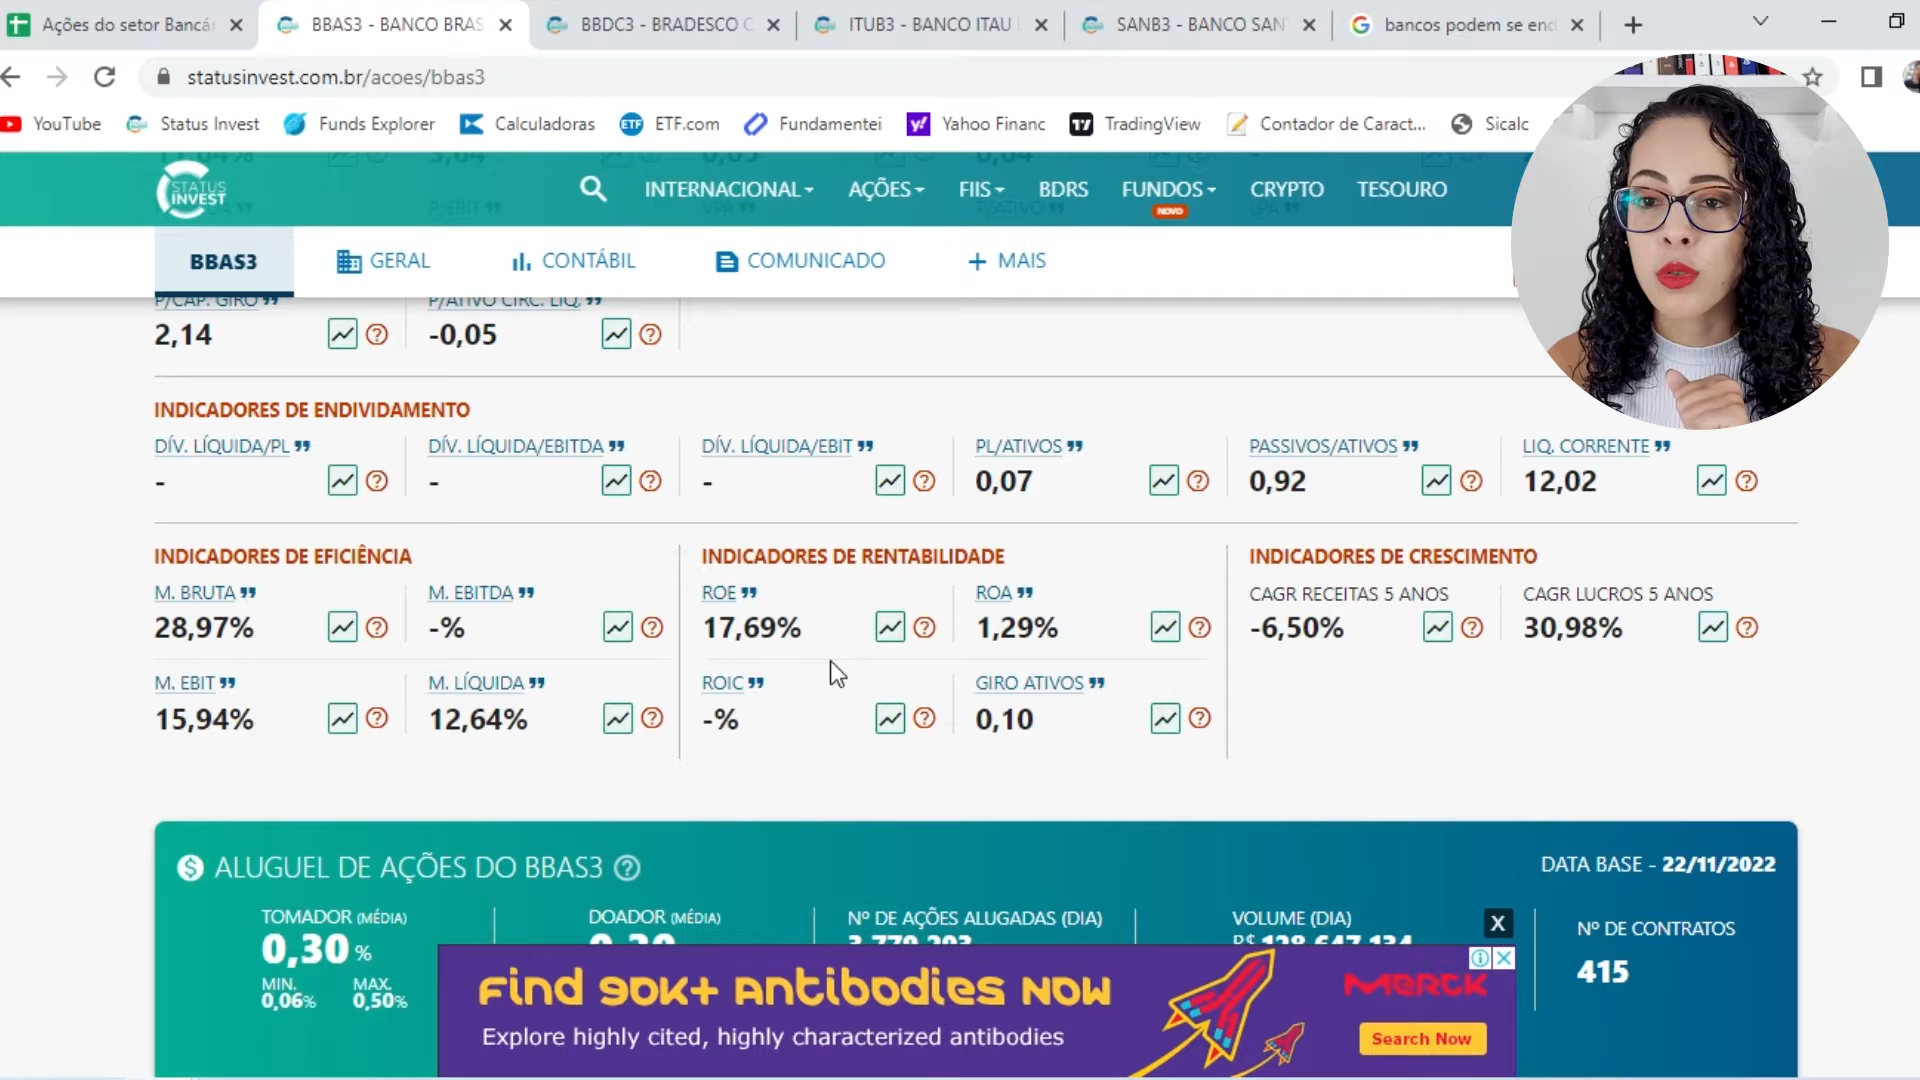 Ações do setor Bancár
BBAS3 - BANCO BRAS
BBDC3 - BRADESCO
ITUB3 - BANCO ITAU
SANB3 - BANCO SAN
bancos podem se end
statusinvest.com.br/acoes/bbas3
YouTube
Status Invest
Funds Explorer
Calculadoras
ETF
ETF.com
Fundamentei
Yahoo Financ
TradingView
Contador de Caract...
Sicalc
STATUS
INVEST
INTERNACIONAL
AÇÕES
FIIS
BDRS
FUNDOS
NOVO
CRYPTO
TESOURO
BBAS3
GERAL
CONTÁBIL
COMUNICADO
+ MAIS
P/CAP. GIRO
P/ATIVO CIRC. LIQ.
2,14
-0,05
INDICADORES DE ENDIVIDAMENTO
DÍV. LÍQUIDA/PL
DÍV. LÍQUIDA/EBITDA
DÍV. LÍQUIDA/EBIT
PL/ATIVOS
PASSIVOS/ATIVOS
LIQ. CORRENTE
-
-
-
0,07
0,92
12,02
INDICADORES DE EFICIÊNCIA
M. BRUTA
M. EBITDA
28,97%
-%
M. EBIT
M. LÍQUIDA
15,94%
12,64%
INDICADORES DE RENTABILIDADE
ROE
ROA
17,69%
1,29%
ROIC
GIRO ATIVOS
-%
0,10
INDICADORES DE CRESCIMENTO
CAGR RECEITAS 5 ANOS
CAGR LUCROS 5 ANOS
-6,50%
30,98%
ALUGUEL DE AÇÕES DO BBAS3
DATA BASE - 22/11/2022
TOMADOR (MÉDIA)
0,30 %
MIN.
MAX.
0,06%
0,50%
DOADOR (MÉDIA)
Nº DE AÇÕES ALUGADAS (DIA)
VOLUME (DIA)
Nº DE CONTRATOS
415
X
Find 90K+ Antibodies Now
Explore highly cited, highly characterized antibodies
MERCK
Search Now